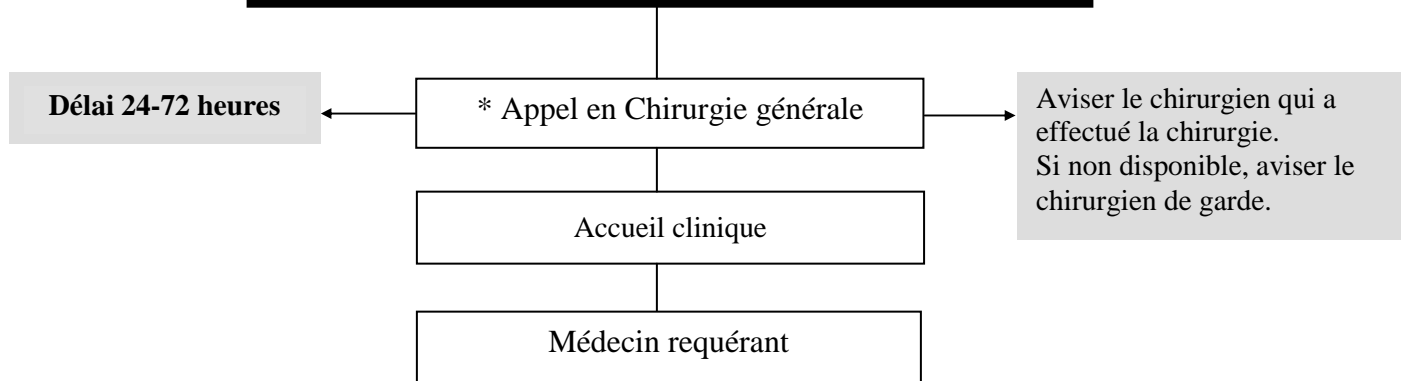 Délai 24-72 heures
* Appel en Chirurgie générale
Aviser le chirurgien qui a
effectué la chirurgie.
Si non disponible, aviser le
chirurgien de garde.
Accueil clinique
Médecin requérant